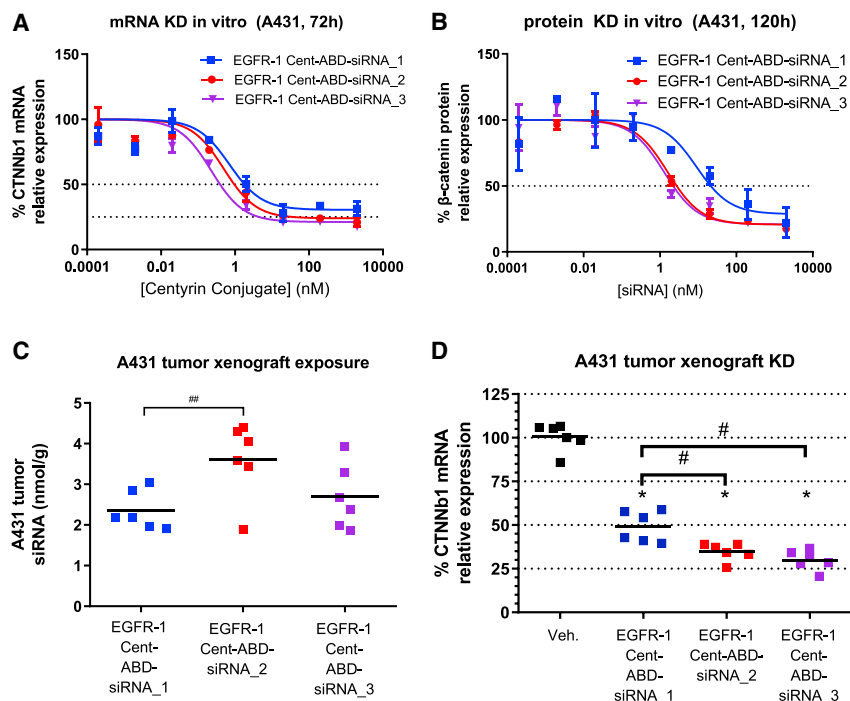 A
mRNA KD in vitro (A431, 72h)
150
100
50
0
0.0001
0.01
1
100
10000
% CTNNb1 mRNA
relative expression
[Centyrin Conjugate] (nM)
EGFR-1 Cent-ABD-siRNA_1
EGFR-1 Cent-ABD-siRNA_2
EGFR-1 Cent-ABD-siRNA_3
B
protein KD in vitro (A431, 120h)
150
100
50
0
0.0001
0.01
1
100
10000
% β-catenin protein
relative expression
[siRNA] (nM)
EGFR-1 Cent-ABD-siRNA_1
EGFR-1 Cent-ABD-siRNA_2
EGFR-1 Cent-ABD-siRNA_3
C
A431 tumor xenograft exposure
##
5
4
3
2
1
0
A431 tumor
siRNA (nmol/g)
EGFR-1
Cent-
ABD-
siRNA_1
EGFR-1
Cent-ABD-
siRNA_2
EGFR-1
Cent-
ABD-
siRNA_3
D
A431 tumor xenograft KD
125
100
75
50
25
0
% CTNNb1 mRNA
relative expression
#
#
*
*
*
Veh.
EGFR-1
Cent-
ABD-
siRNA_1
EGFR-1
Cent-ABD-
siRNA_2
EGFR-1
Cent-
ABD-
siRNA_3